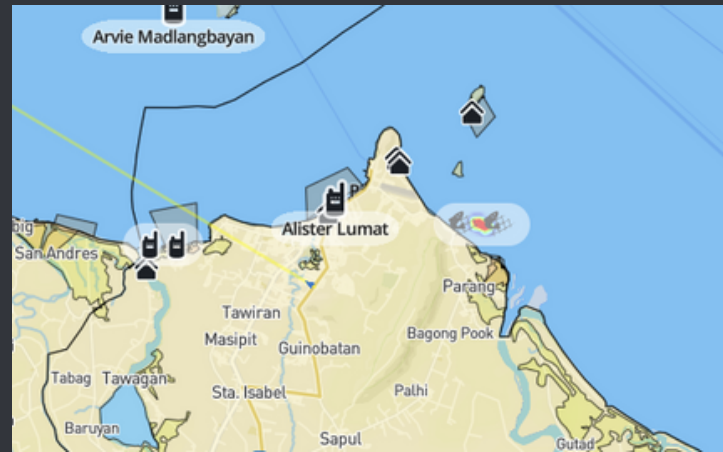 Arvie Madlangbayan
Alister Lumat
San Andres
Parang
Tawiran
Bagong Pook
Masipit
Guinobatan
Tabag
Tawagan
Sta. Isabel
Palhi
Baruyan
Sapul
Gutad